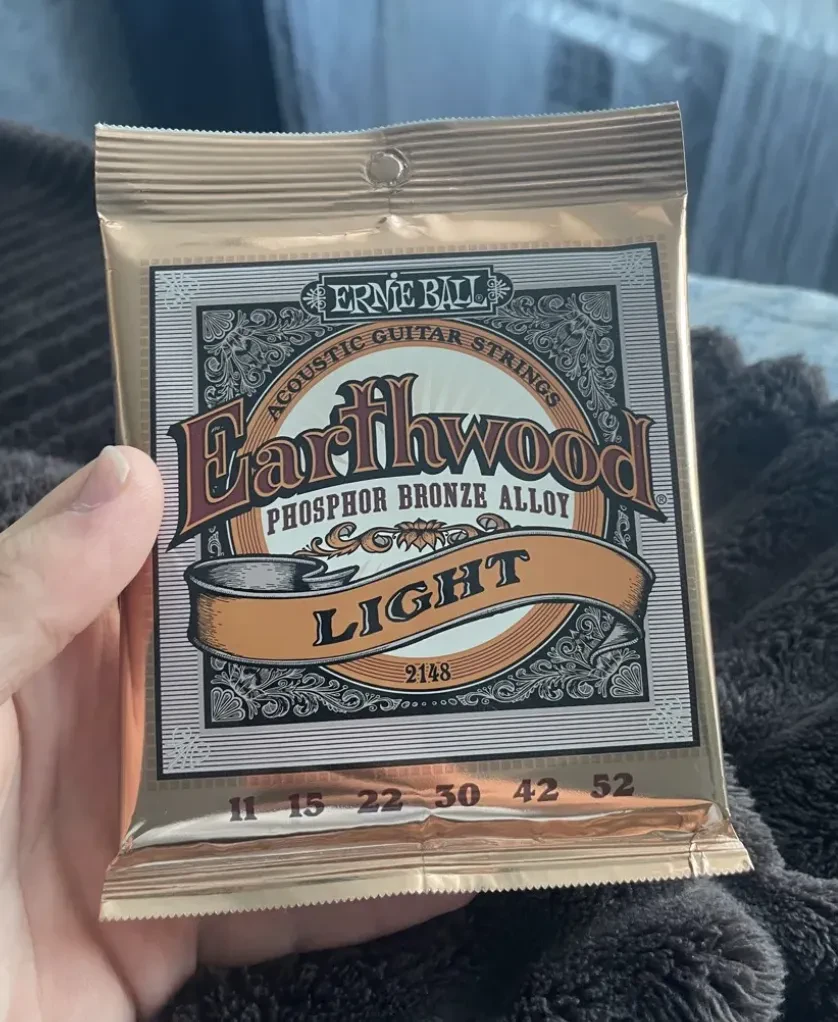 ERNIE BALL
ACOUSTIC GUITAR STRINGS
Earthwood®
PHOSPHOR BRONZE ALLOY
LIGHT
2148
11 15 22 30 42 52